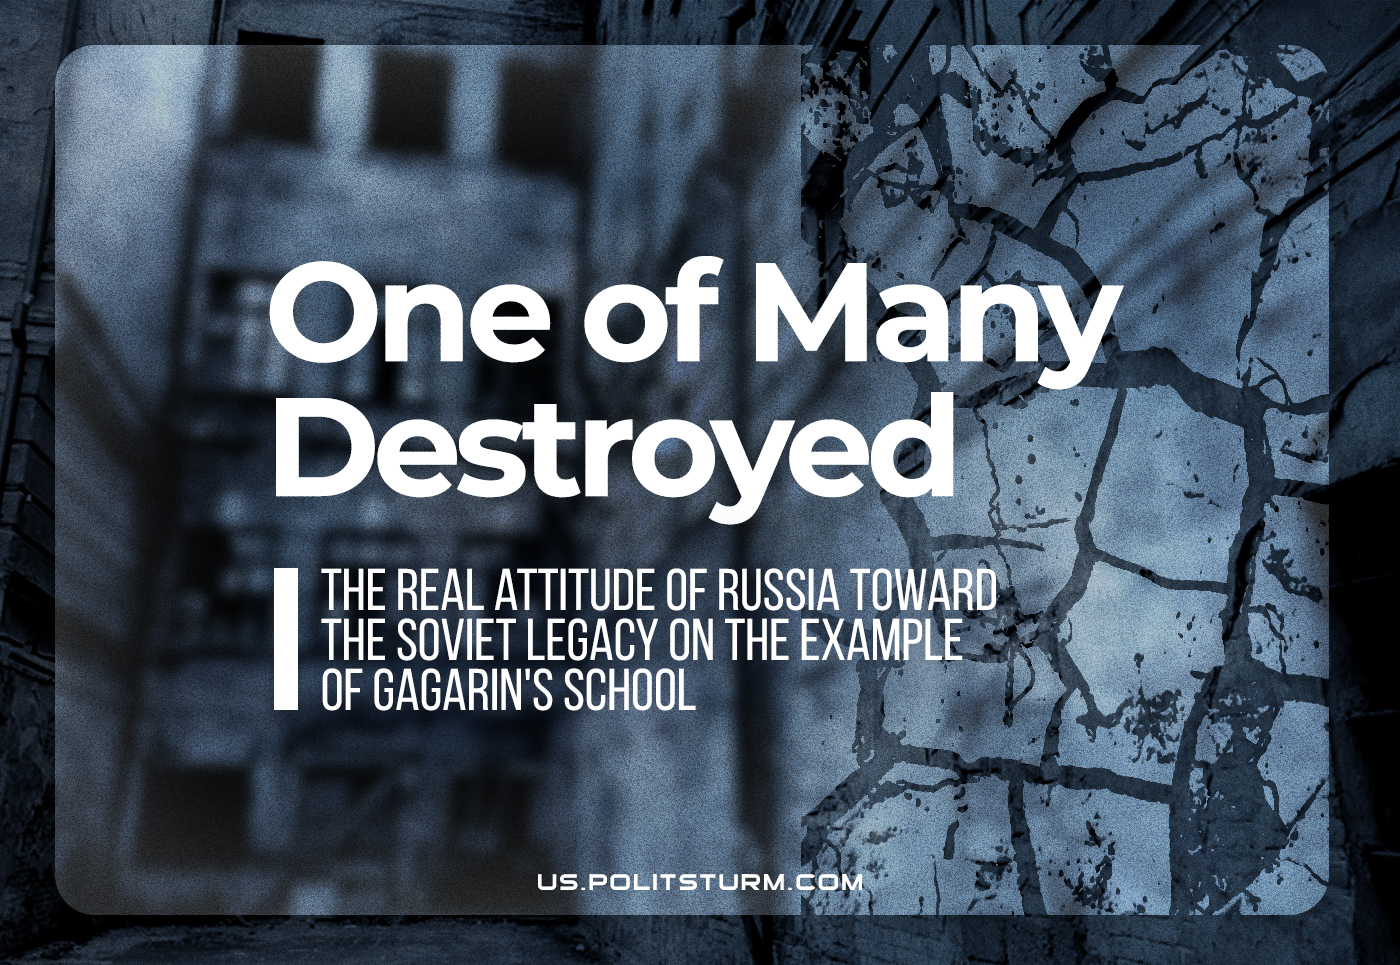 One of Many
Destroyed
THE REAL ATTITUDE OF RUSSIA TOWARD
THE SOVIET LEGACY ON THE EXAMPLE
OF GAGARIN'S SCHOOL
US.POLITSTURM.COM